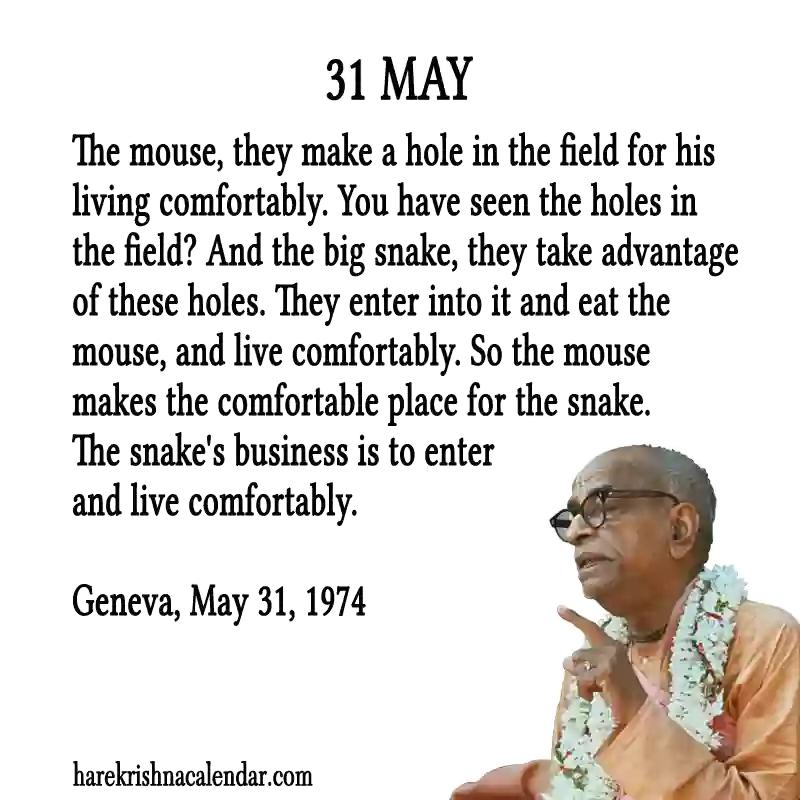 31 MAY
The mouse, they make a hole in the field for his
living comfortably. You have seen the holes in
the field? And the big snake, they take advantage
of these holes. They enter into it and eat the
mouse, and live comfortably. So the mouse
makes the comfortable place for the snake.
The snake's business is to enter
and live comfortably.
Geneva, May 31, 1974
harekrishnacalendar.com